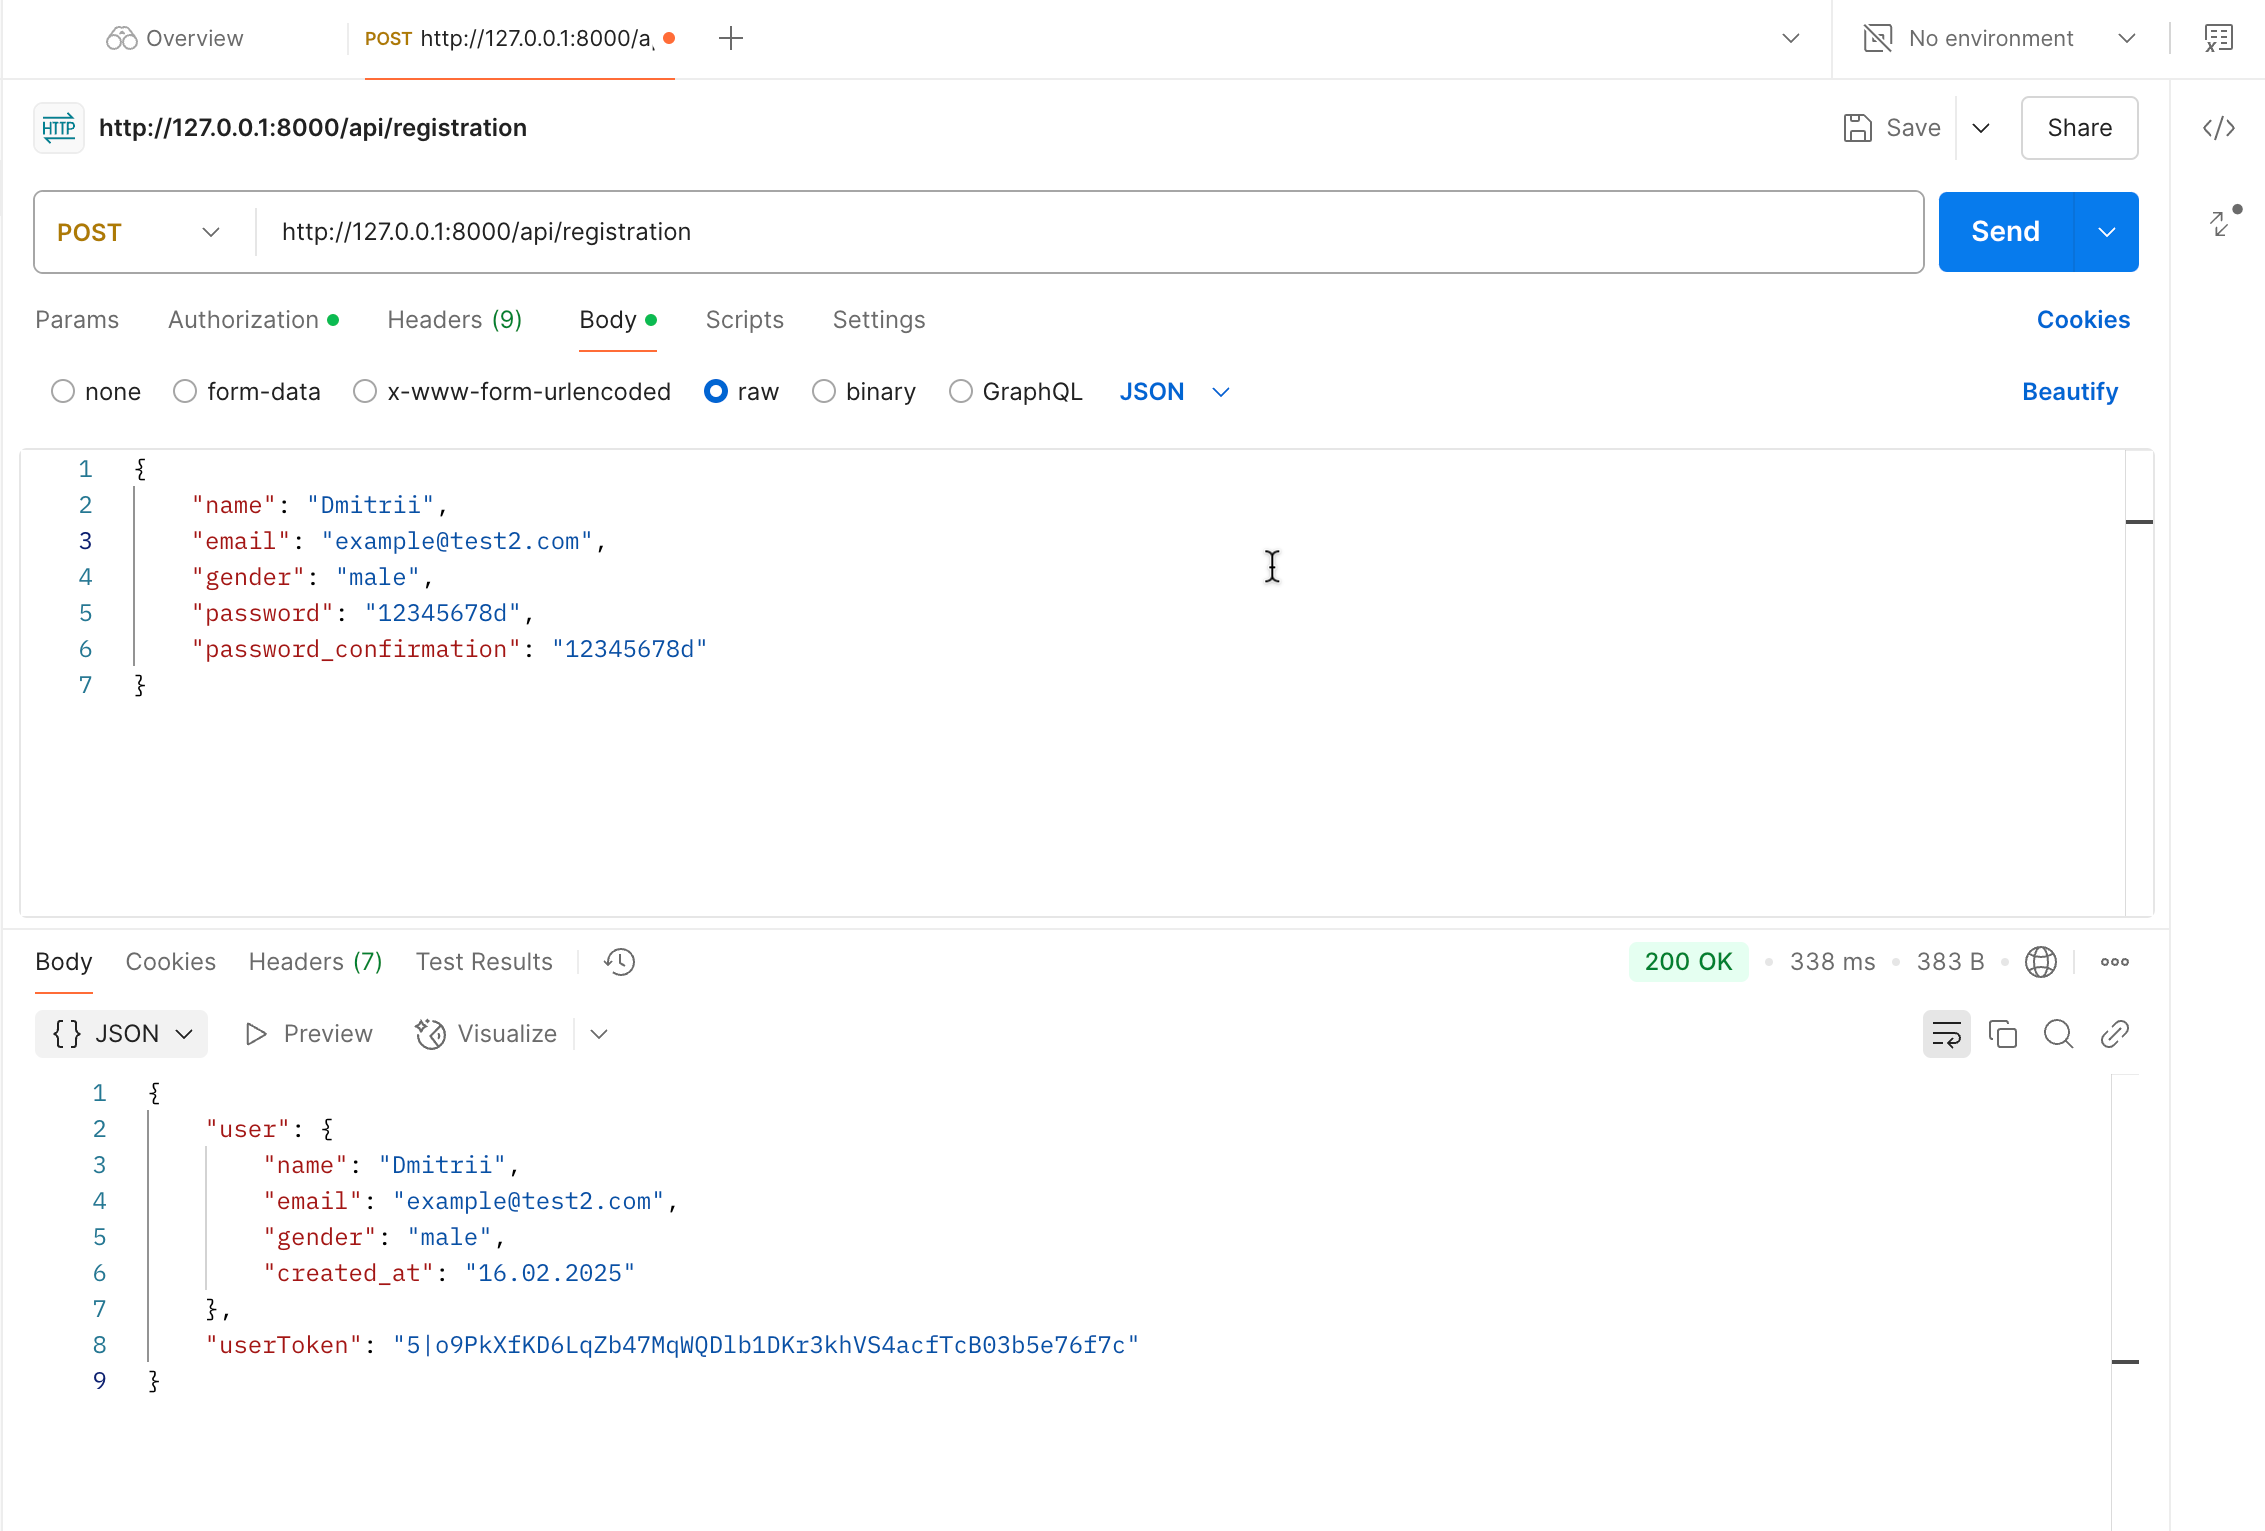 Overview
POST http://127.0.0.1:8000/a
No environment
HTTP http://127.0.0.1:8000/api/registration
Save
Share
POST
http://127.0.0.1:8000/api/registration
Send
Params
Authorization
Headers (9)
Body
Scripts
Settings
Cookies
none
form-data
x-www-form-urlencoded
raw
binary
GraphQL
JSON
Beautify
1 {
2 "name": "Dmitrii",
3 "email": "example@test2.com",
4 "gender": "male",
5 "password": "12345678d",
6 "password_confirmation": "12345678d"
7 }
Body
Cookies
Headers (7)
Test Results
200 OK
338 ms
383 B
{} JSON
Preview
Visualize
1 {
2 "user": {
3 "name": "Dmitrii",
4 "email": "example@test2.com",
5 "gender": "male",
6 "created_at": "16.02.2025"
7 },
8 "userToken": "5|o9PkXfKD6LqZb47MqWQDlb1DKr3khVS4acfTcB03b5e76f7c"
9 }